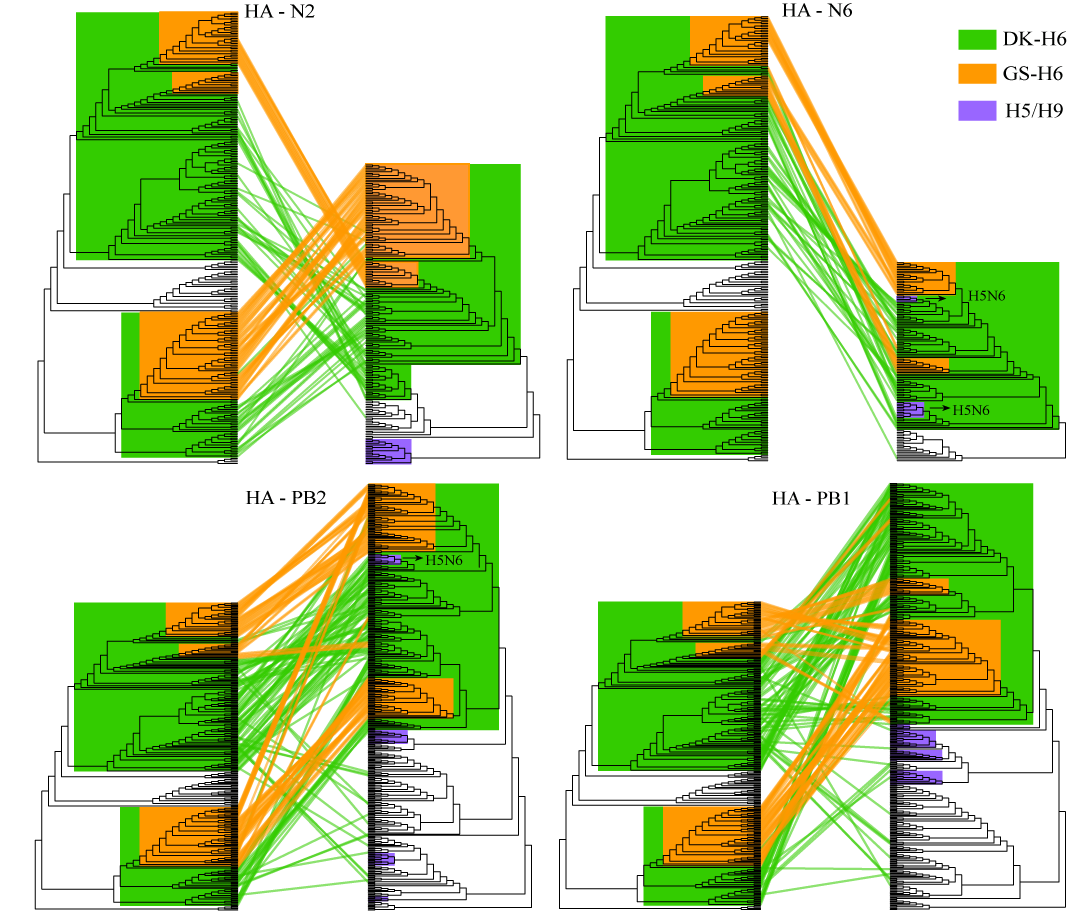 HA - N2
HA - N6
DK-H6
GS-H6
H5/H9
H5N6
H5N6
HA - PB2
HA - PB1
H5N6